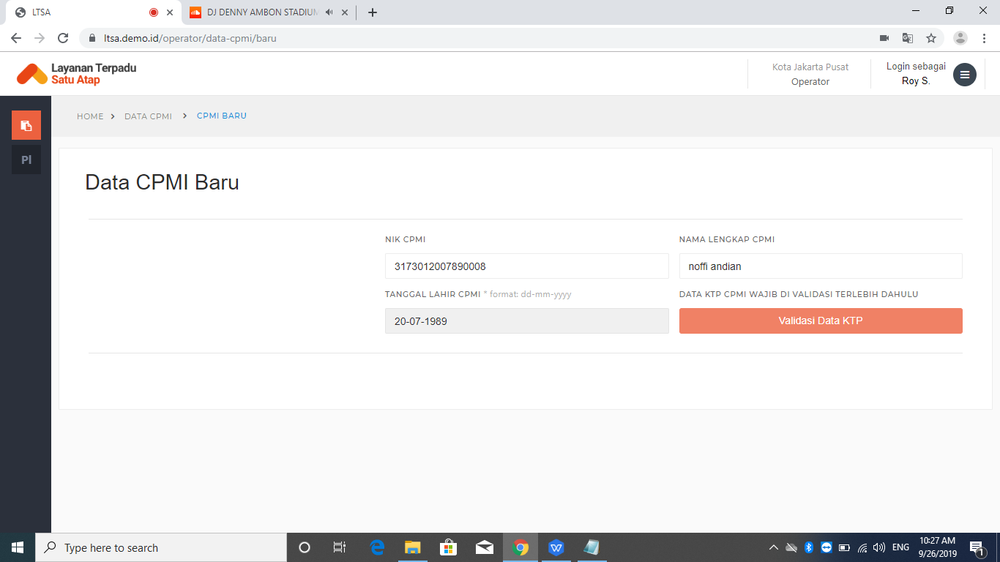 LTSA
DJ DENNY AMBON STADIUM
ltsa.demo.id/operator/data-cpmi/baru
Layanan Terpadu
Satu Atap
Kota Jakarta Pusat
Operator
Login sebagai
Roy S.
PI
HOME > DATA CPMI > CPMI BARU
Data CPMI Baru
NIK CPMI
NAMA LENGKAP CPMI
3173012007890008
noffi andian
TANGGAL LAHIR CPMI * format: dd-mm-yyyy
DATA KTP CPMI WAJIB DI VALIDASI TERLEBIH DAHULU
20-07-1989
Validasi Data KTP
Type here to search
ENG
10:27 AM
9/26/2019
1